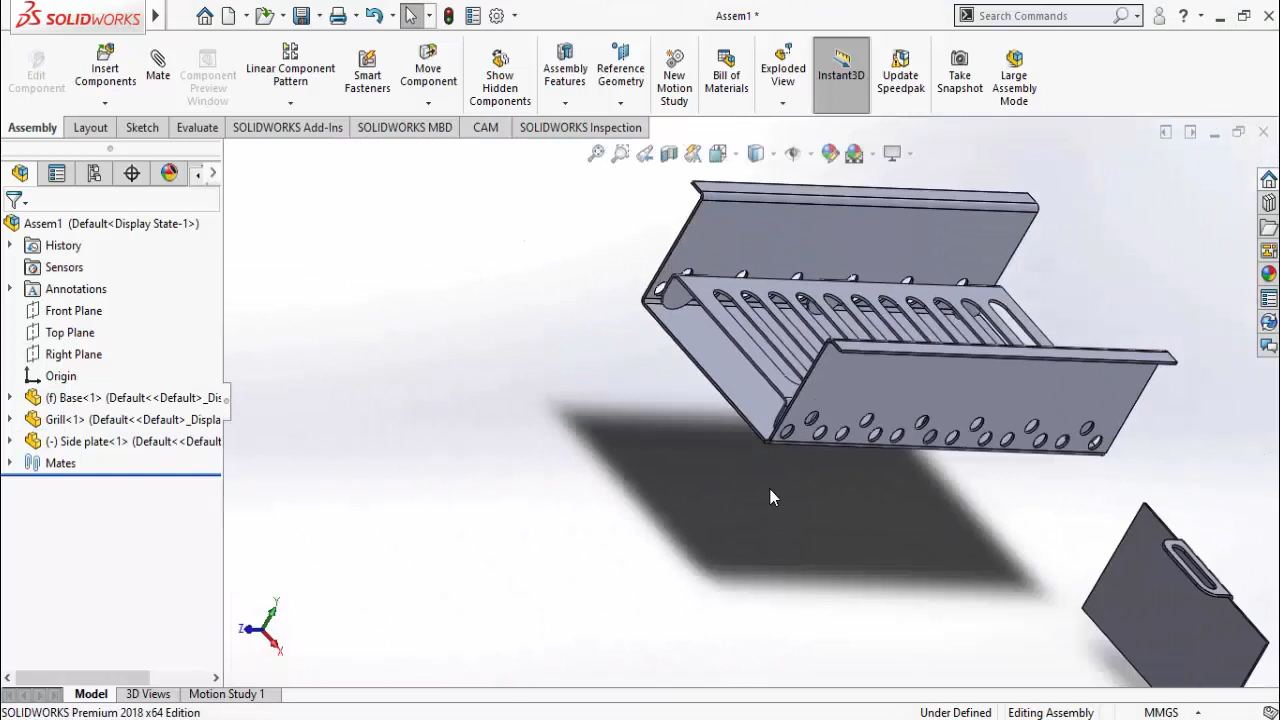 SOLIDWORKS
Assem1 *
Search Commands
Edit
Component
Insert
Components
Mate
Component
Preview
Window
Linear Component
Pattern
Smart
Fasteners
Move
Component
Show
Hidden
Components
Assembly
Features
Reference
Geometry
New
Motion
Study
Bill of
Materials
Exploded
View
Instant3D
Update
Speedpak
Take
Snapshot
Large
Assembly
Mode
Assembly
Layout
Sketch
Evaluate
SOLIDWORKS Add-Ins
SOLIDWORKS MBD
CAM
SOLIDWORKS Inspection
Assem1 (Default<Display State-1>)
History
Sensors
Annotations
Front Plane
Top Plane
Right Plane
Origin
(f) Base<1> (Default<<Default>_Dis
Grill<1> (Default<<Default>_Displa
(-) Side plate<1> (Default<<Default
Mates
Y
Z
X
Model
3D Views
Motion Study 1
SOLIDWORKS Premium 2018 x64 Edition
Under Defined
Editing Assembly
MMGS